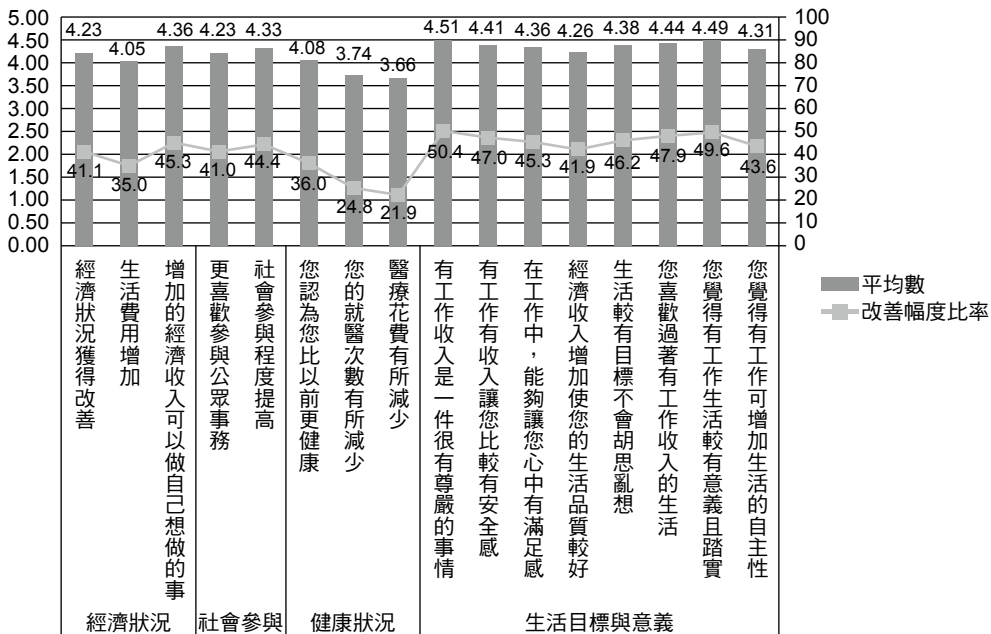 5.00
4.50
4.00
3.50
3.00
2.50
2.00
1.50
1.00
0.50
0.00
4.23
4.05
4.36
4.23
4.33
4.08
3.74
3.66
4.51
4.41
4.36
4.26
4.38
4.44
4.49
4.31
41.1
35.0
45.3
41.0
44.4
36.0
24.8
21.9
50.4
47.0
45.3
41.9
46.2
47.9
49.6
43.6
100
90
80
70
60
50
40
30
20
10
0
經濟狀況獲得改善
生活費用增加
增加的經濟收入可以做自己想做的事
更喜歡參與公眾事務
社會參與程度提高
您認為您比以前更健康
您的就醫次數有所減少
醫療花費有所減少
有工作收入是一件很有尊嚴的事情
有工作有收入讓您比較有安全感
在工作中，能夠讓您心中有滿足感
經濟收入增加使您的生活品質較好
生活較有目標不會胡思亂想
您喜歡過著有工作收入的生活
您覺得有工作生活較有意義且踏實
您覺得有工作可增加生活的自主性
經濟狀況
社會參與
健康狀況
生活目標與意義
平均數
改善幅度比率